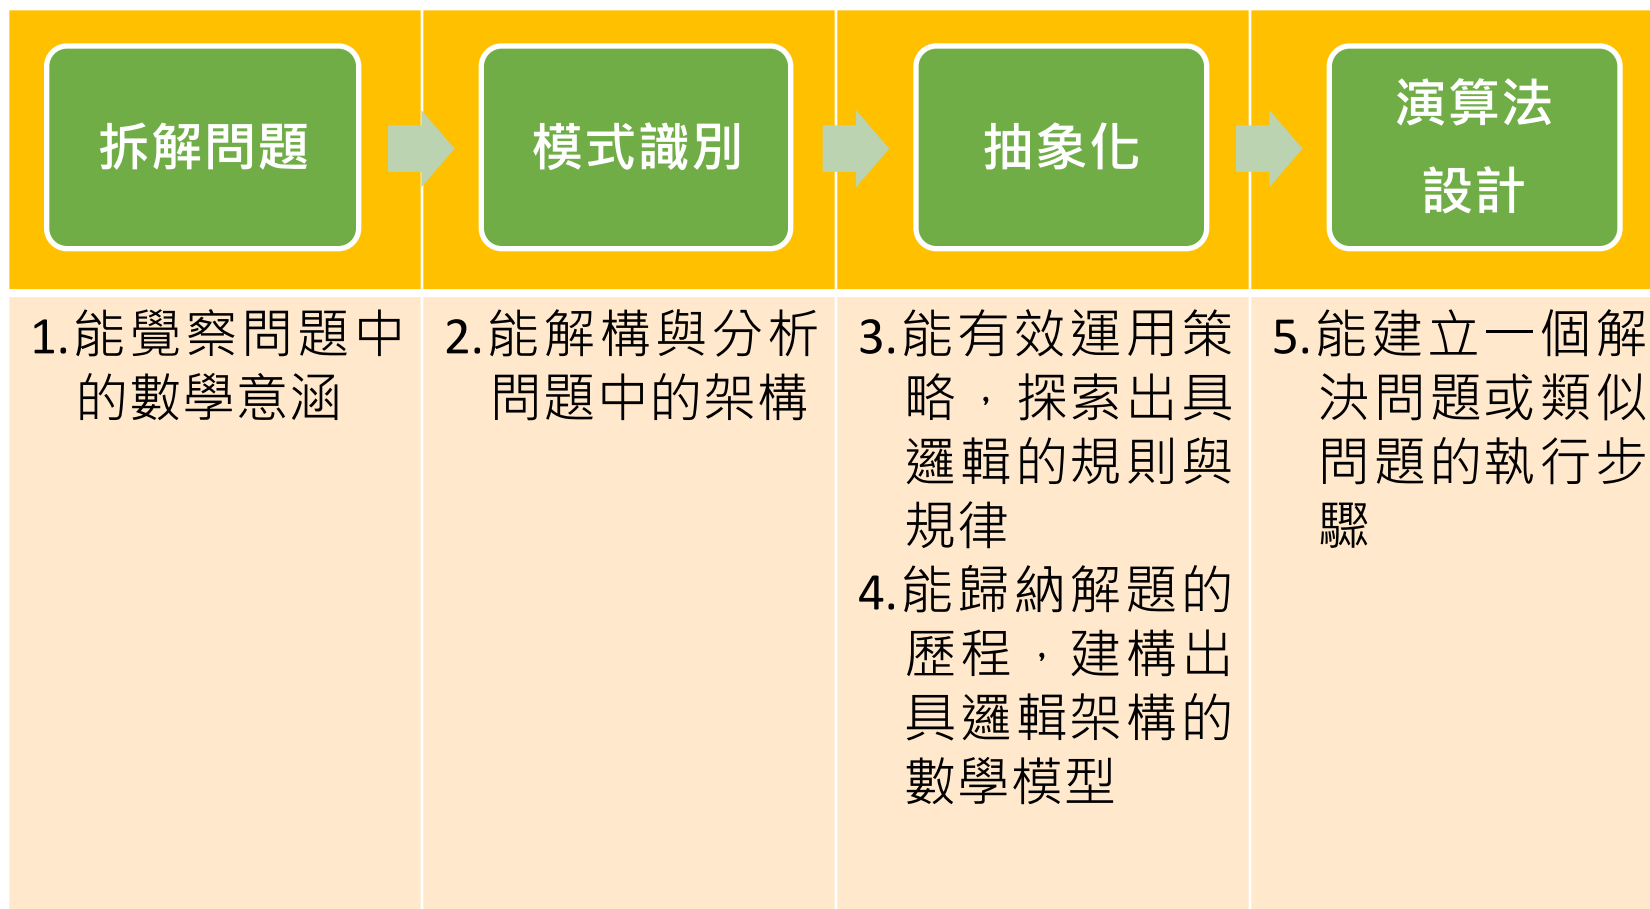 拆解問題
模式識別
抽象化
演算法
設計
1.能覺察問題中
的數學意涵
2.能解構與分析
問題中的架構
3.能有效運用策
略，探索出具
邏輯的規則與
規律
4.能歸納解題的
歷程，建構出
具邏輯架構的
數學模型
5.能建立一個解
決問題或類似
問題的執行步
驟